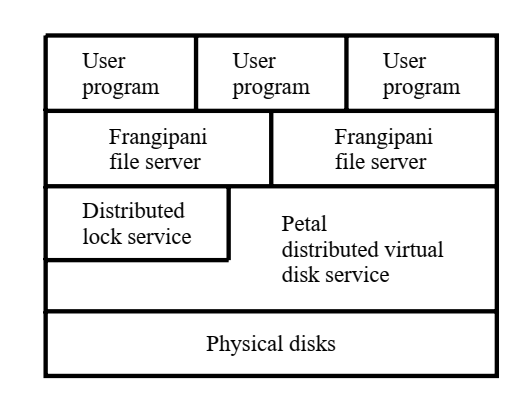 User
program
User
program
User
program
Frangipani
file server
Frangipani
file server
Distributed
lock service
Petal
distributed virtual
disk service
Physical disks